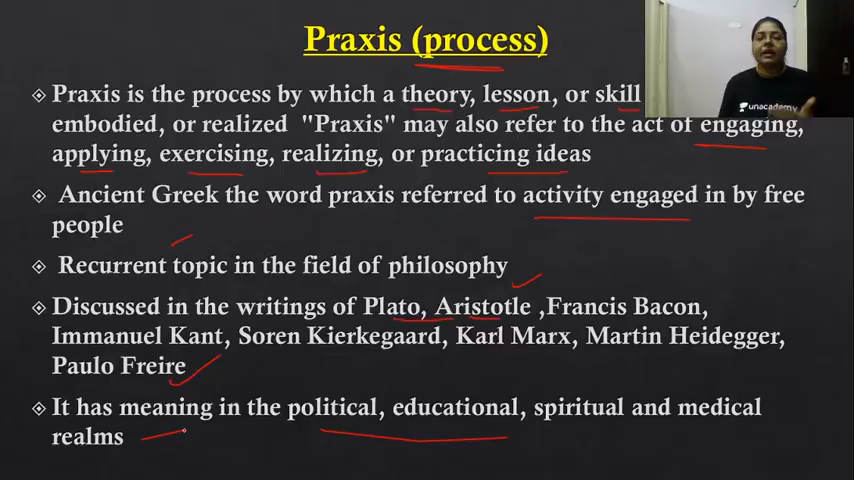 Praxis (process)
Praxis is the process by which a theory, lesson, or skill
unacademy
embodied, or realized "Praxis" may also refer to the act of engaging,
applying, exercising, realizing, or practicing ideas
Ancient Greek the word praxis referred to activity engaged in by free
people
Recurrent topic in the field of philosophy
Discussed in the writings of Plato, Aristotle ,Francis Bacon,
Immanuel Kant, Soren Kierkegaard, Karl Marx, Martin Heidegger,
Paulo Freire
It has meaning in the political, educational, spiritual and medical
realms